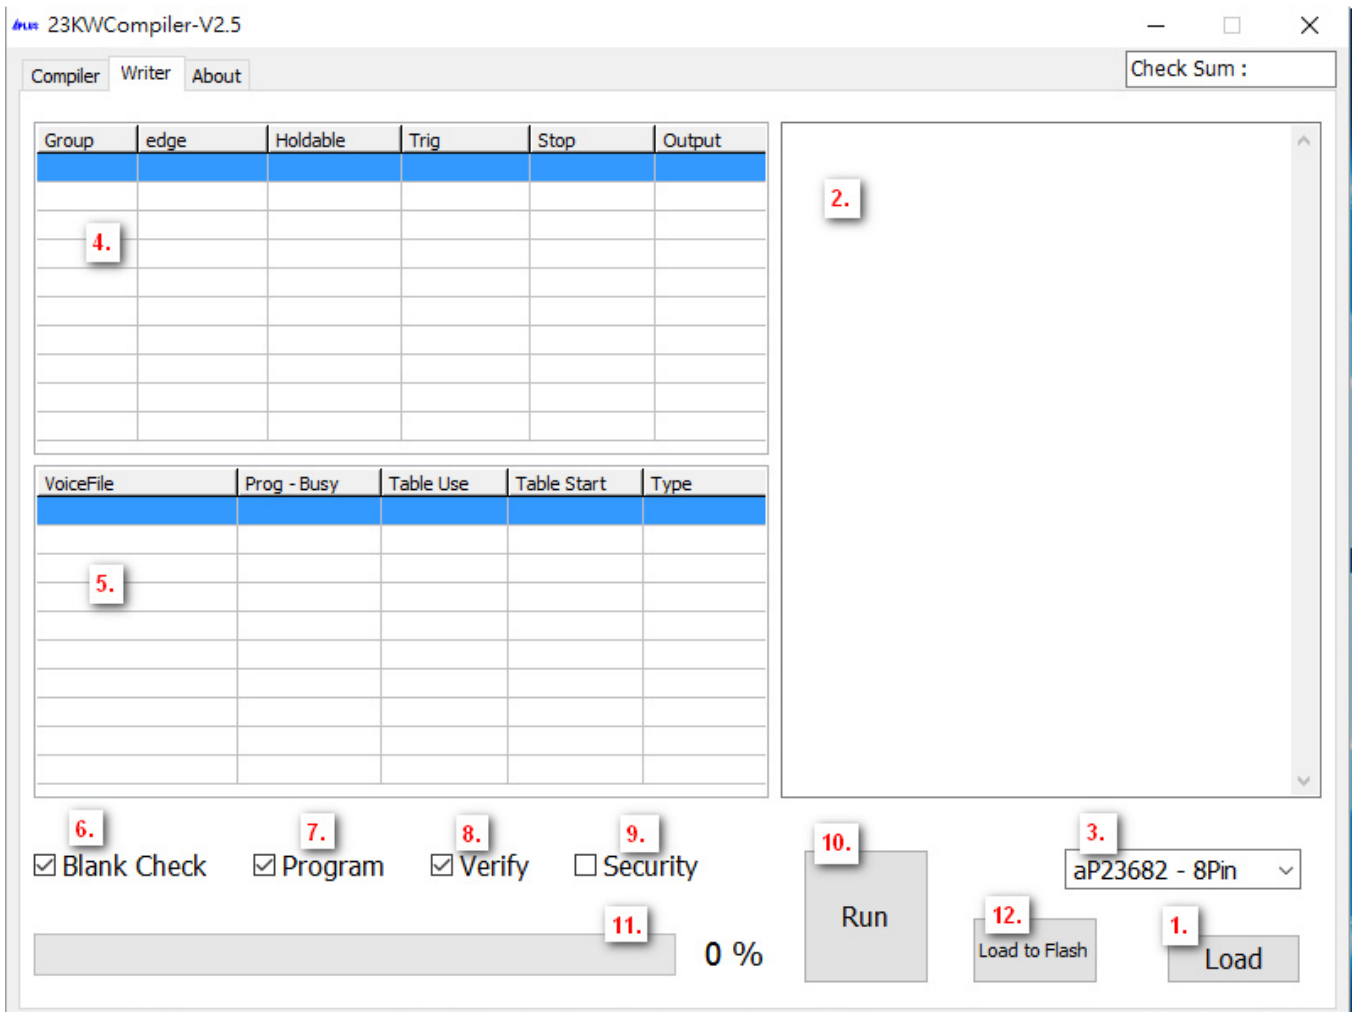 APLUS 23KWCompiler-V2.5
Compiler Writer About
Check Sum :
Group edge Holdable Trig Stop Output
2.
4.
VoiceFile Prog - Busy Table Use Table Start Type
5.
6. 7. 8. 9. 10. 3.
Blank Check Program Verify Security
aP23682 - 8Pin
Run
11. 12. 1.
0 %
Load to Flash
Load